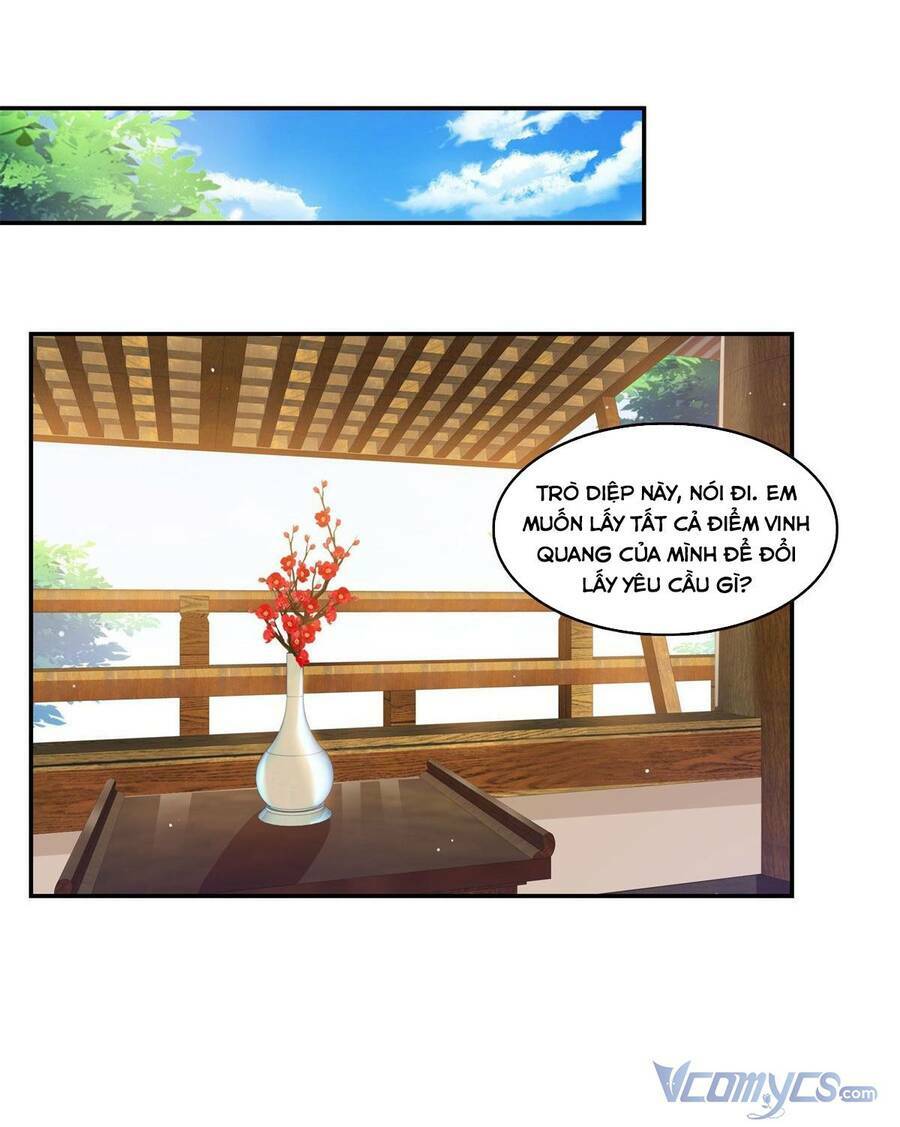 TRÒ DIỆP NÀY, NÓI ĐI. EM
MUỐN LẤY TẤT CẢ ĐIỂM VINH
QUANG CỦA MÌNH ĐỂ ĐỔI
LẤY YÊU CẦU GÌ?
VCOMYCS.com